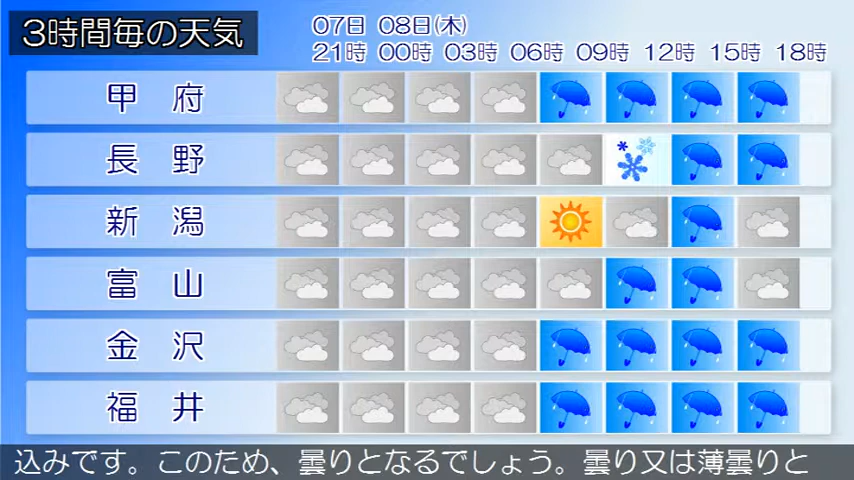 3時間毎の天気
07日 08日(木)
21時 00時 03時 06時 09時 12時 15時 18時
甲 府
長 野
新 潟
富 山
金 沢
福 井
込みです。このため、曇りとなるでしょう。曇り又は薄曇りと